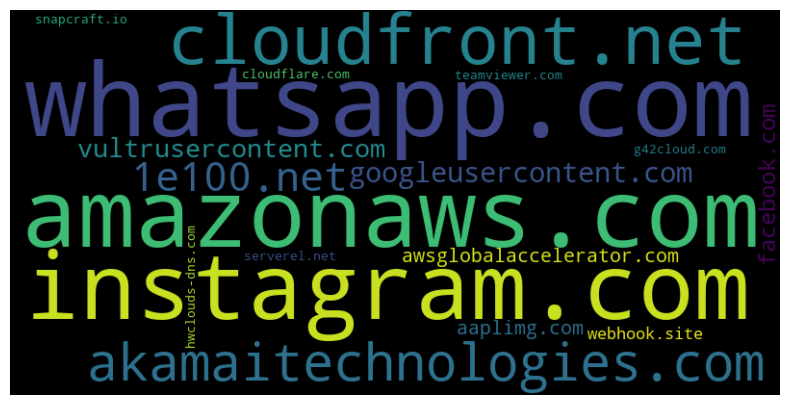 snapcraft.io
cloudfront.net
cloudflare.com
teamviewer.com
whatsapp.com
vultrusercontent.com
g42cloud.com
1e100.net
googleusercontent.com
facebook.com
amazonaws.com
hwclouds-dns.com
serverel.net
awsglobalaccelerator.com
instagram.com
aaplimg.com
webhook.site
akamaitechnologies.com